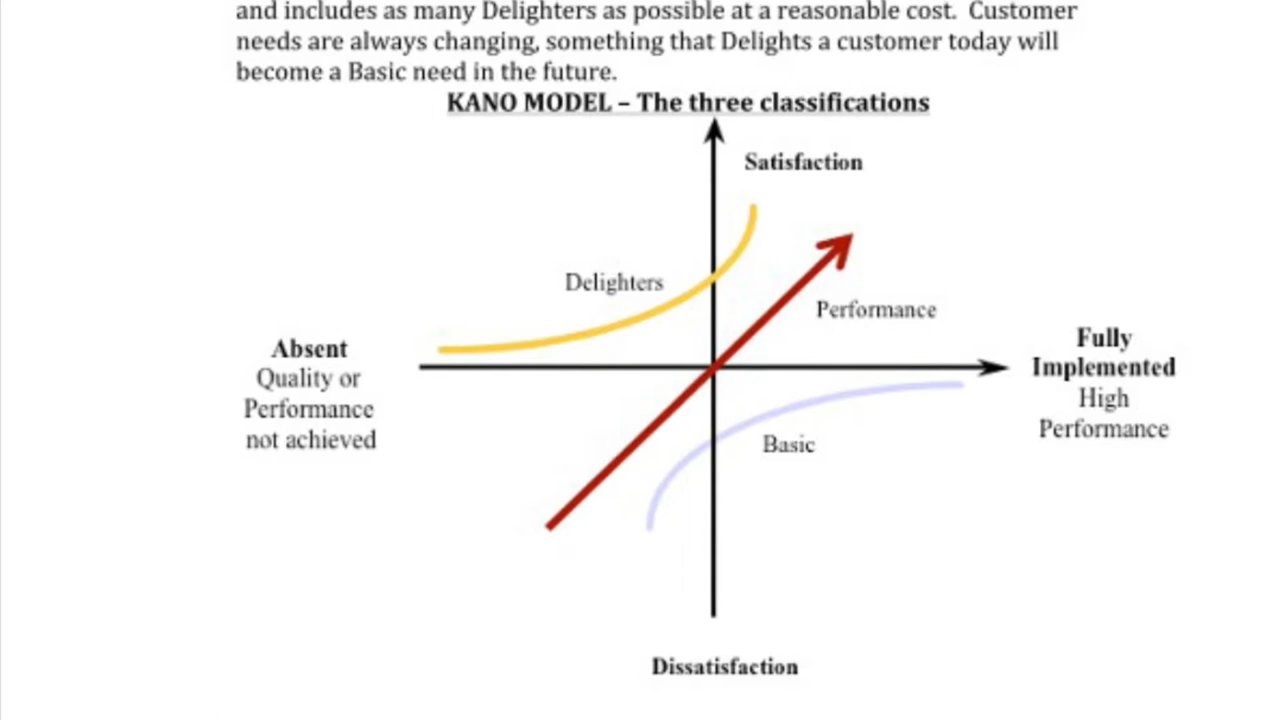 and includes as many Delighters as possible at a reasonable cost. Customer
needs are always changing, something that Delights a customer today will
become a Basic need in the future.
KANO MODEL – The three classifications
Satisfaction
Delighters
Performance
Absent
Quality or
Performance
not achieved
Fully
Implemented
High
Performance
Basic
Dissatisfaction